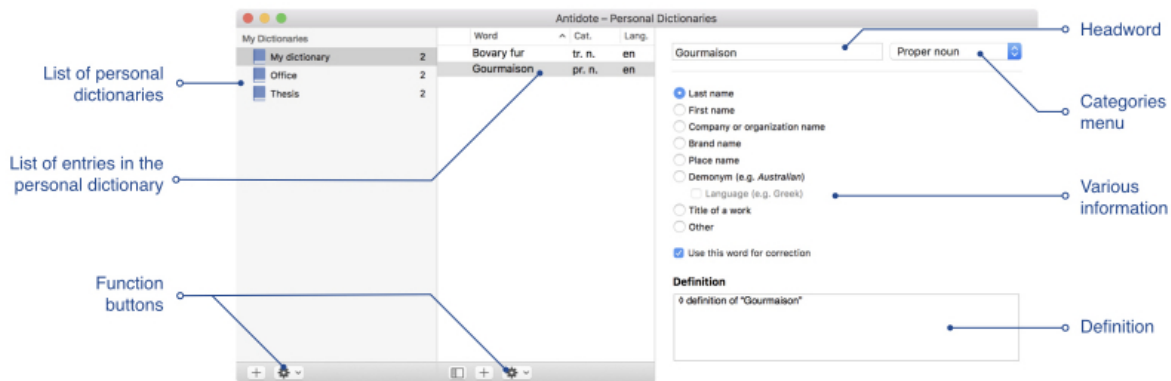 Antidote – Personal Dictionaries
My Dictionaries
My dictionary 2
Office 2
Thesis 2
Word Cat. Lang.
Bovary fur tr. n. en
Gourmaison pr. n. en
Gourmaison Proper noun
Last name
First name
Company or organization name
Brand name
Place name
Demonym (e.g. Australian)
Language (e.g. Greek)
Title of a work
Other
Use this word for correction
Definition
◊ definition of "Gourmaison"
List of personal
dictionaries
List of entries in the
personal dictionary
Function
buttons
Headword
Categories
menu
Various
information
Definition